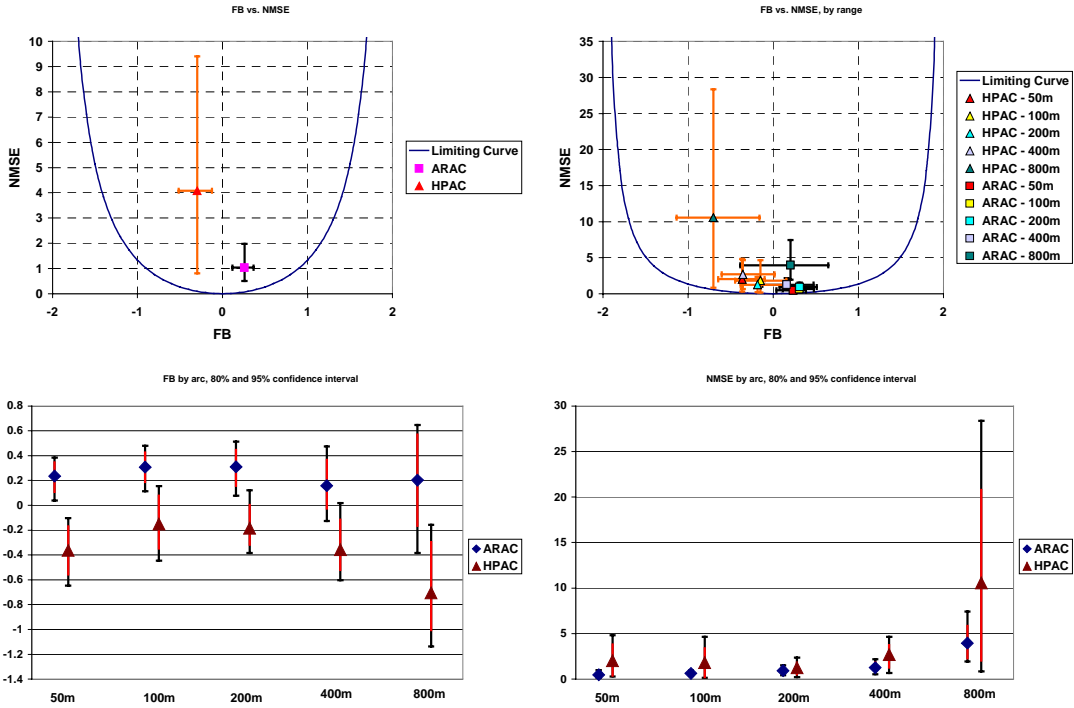 FB vs. NMSE
10
9
8
7
6
5
4
3
2
1
0
NMSE
-2 -1 0 1 2
FB
Limiting Curve
ARAC
HPAC
FB vs. NMSE, by range
35
30
25
20
15
10
5
0
NMSE
-2 -1 0 1 2
FB
Limiting Curve
HPAC - 50m
HPAC - 100m
HPAC - 200m
HPAC - 400m
HPAC - 800m
ARAC - 50m
ARAC - 100m
ARAC - 200m
ARAC - 400m
ARAC - 800m
FB by arc, 80% and 95% confidence interval
0.8
0.6
0.4
0.2
0
-0.2
-0.4
-0.6
-0.8
-1
-1.2
-1.4
50m 100m 200m 400m 800m
ARAC
HPAC
NMSE by arc, 80% and 95% confidence interval
30
25
20
15
10
5
0
50m 100m 200m 400m 800m
ARAC
HPAC